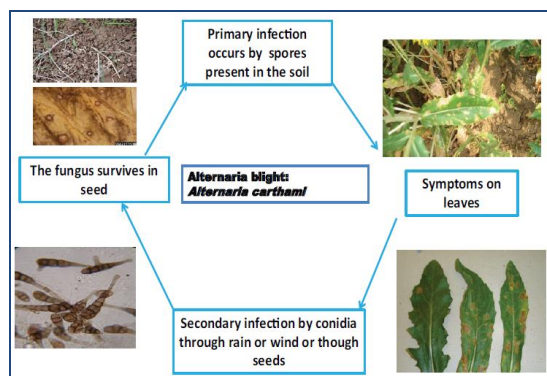 Primary infection
occurs by spores
present in the soil
The fungus survives in
seed
Alternaria blight:
Alternaria carthami
Symptoms on
leaves
Secondary infection by conidia
through rain or wind or though
seeds